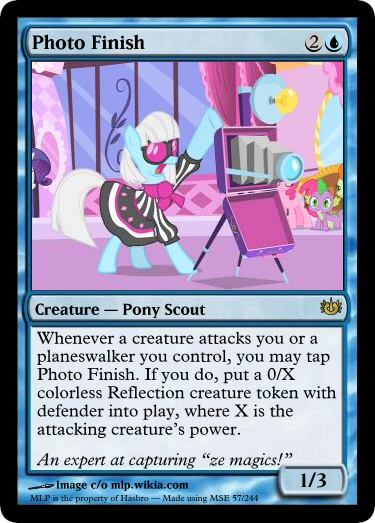 Photo Finish 2
Creature — Pony Scout
Whenever a creature attacks you or a
planeswalker you control, you may tap
Photo Finish. If you do, put a 0/X
colorless Reflection creature token with
defender into play, where X is the
attacking creature's power.
An expert at capturing "ze magics!"
Image c/o mlp.wikia.com
1/3
MLP is the property of Hasbro — Made using MSE 57/244